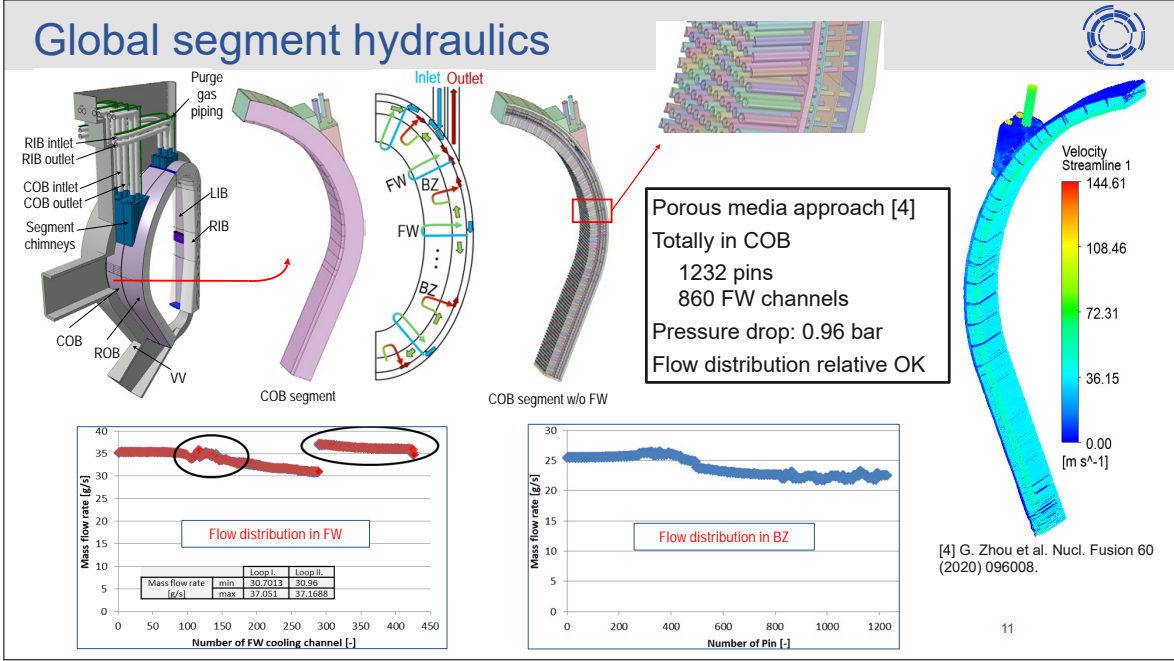 Global segment hydraulics
Purge
gas
piping
RIB intlet
RIB outlet
COB intlet
COB outlet
Segment
chimneys
LIB
RIB
COB
ROB
VV
COB segment
Inlet Outlet
FW
BZ
FW
BZ
COB segment w/o FW
Porous media approach [4]
Totally in COB
1232 pins
860 FW channels
Pressure drop: 0.96 bar
Flow distribution relative OK
Velocity
Streamline 1
144.61
108.46
72.31
36.15
0.00
[m s^-1]
[4] G. Zhou et al. Nucl. Fusion 60
(2020) 096008.
Mass flow rate [g/s]
40
35
30
25
20
15
10
5
0
Flow distribution in FW
Loop I. Loop II.
Mass flow rate [g/s] min 30.7013 30.96
max 37.051 37.1688
0 50 100 150 200 250 300 350 400 450
Number of FW cooling channel [-]
Mass flow rate [g/s]
30
25
20
15
10
5
0
Flow distribution in BZ
0 200 400 600 800 1000 1200
Number of Pin [-]
11